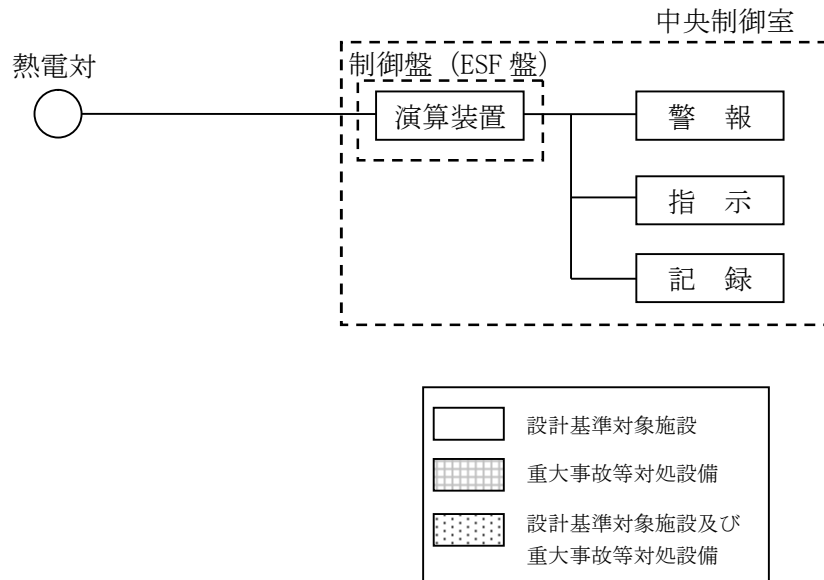 中央制御室
熱電対
制御盤（ESF 盤）
演算装置
警　報
指　示
記　録
設計基準対象施設
重大事故等対処設備
設計基準対象施設及び
重大事故等対処設備